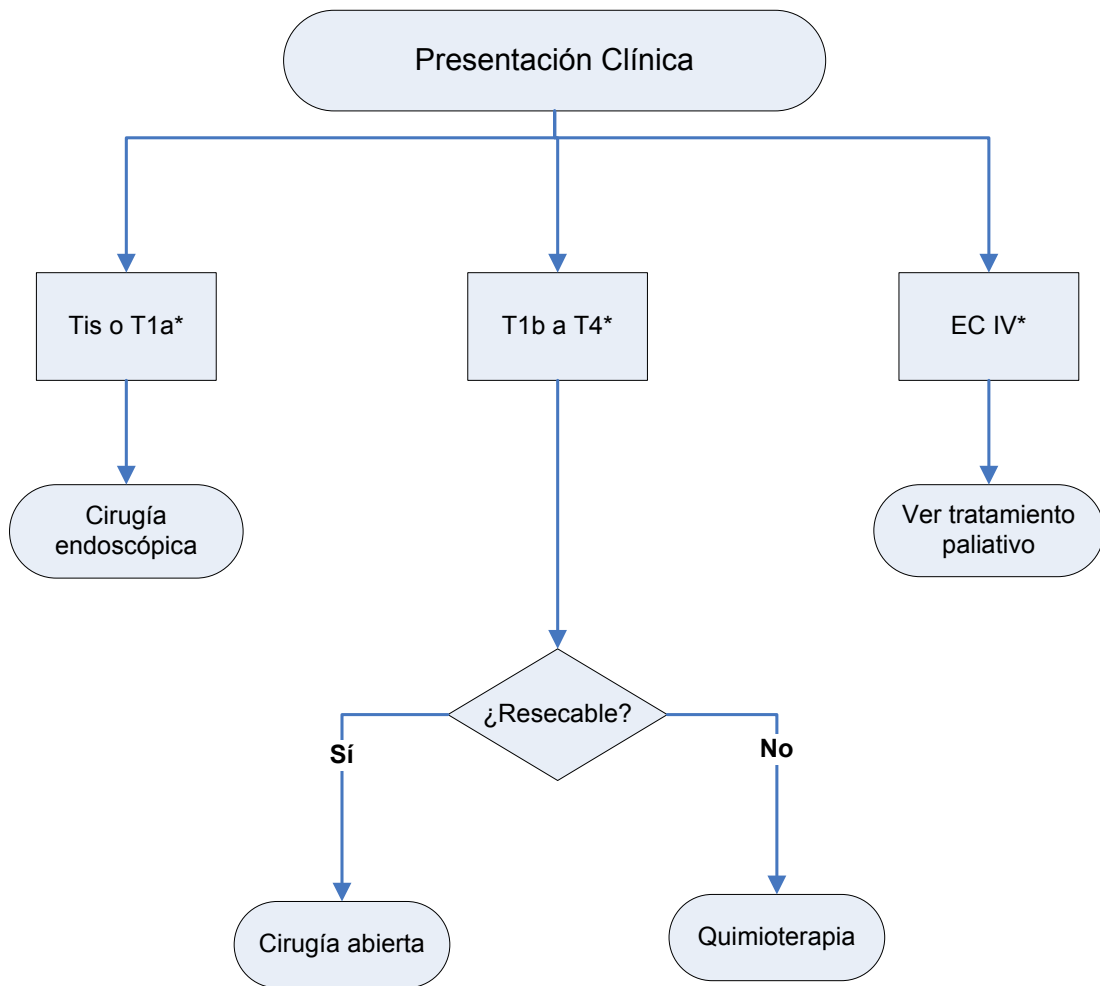 Presentación Clínica
Tis o T1a*
T1b a T4*
EC IV*
Cirugía
endoscópica
Ver tratamiento
paliativo
¿Resecable?
Sí
No
Cirugía abierta
Quimioterapia